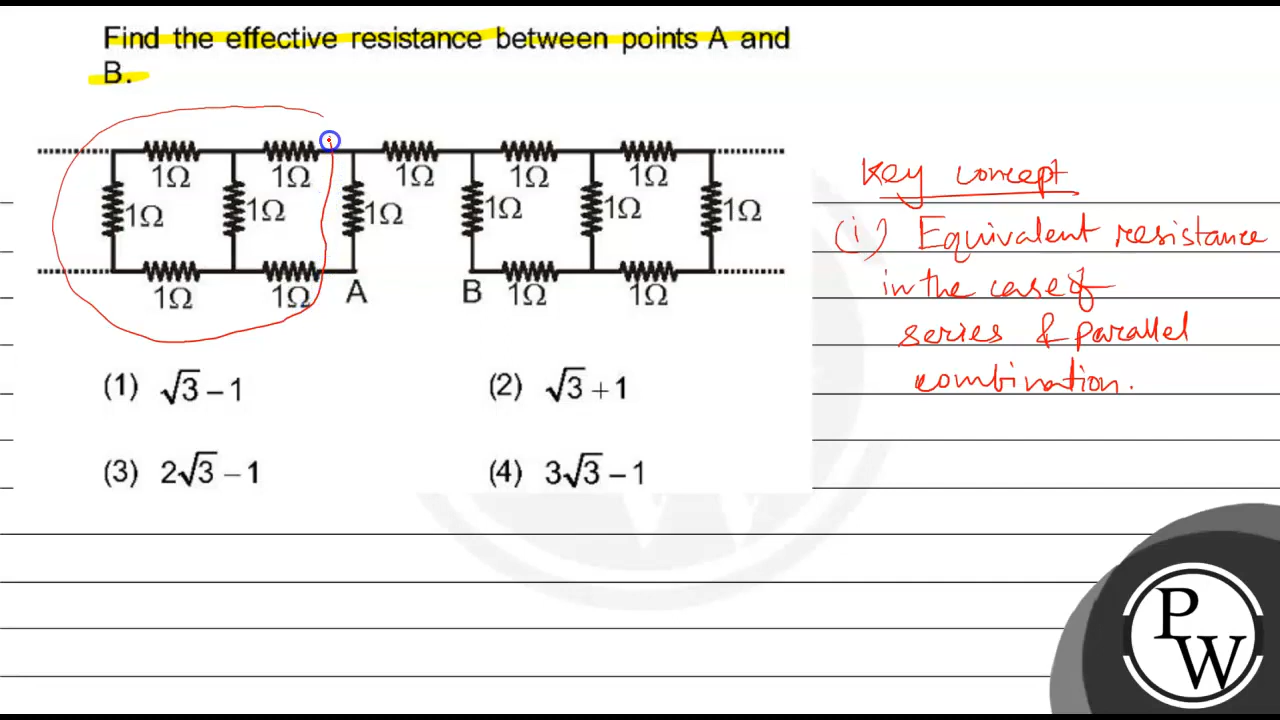 Find the effective resistance between points A and
B.
1Ω 1Ω 1Ω 1Ω 1Ω
1Ω 1Ω 1Ω 1Ω 1Ω 1Ω
1Ω 1Ω A B 1Ω 1Ω
(1) √3 – 1 (2) √3 + 1
(3) 2√3 – 1 (4) 3√3 – 1
Key concept
(i) Equivalent resistance
in the case of
series & parallel
combination.
P
W